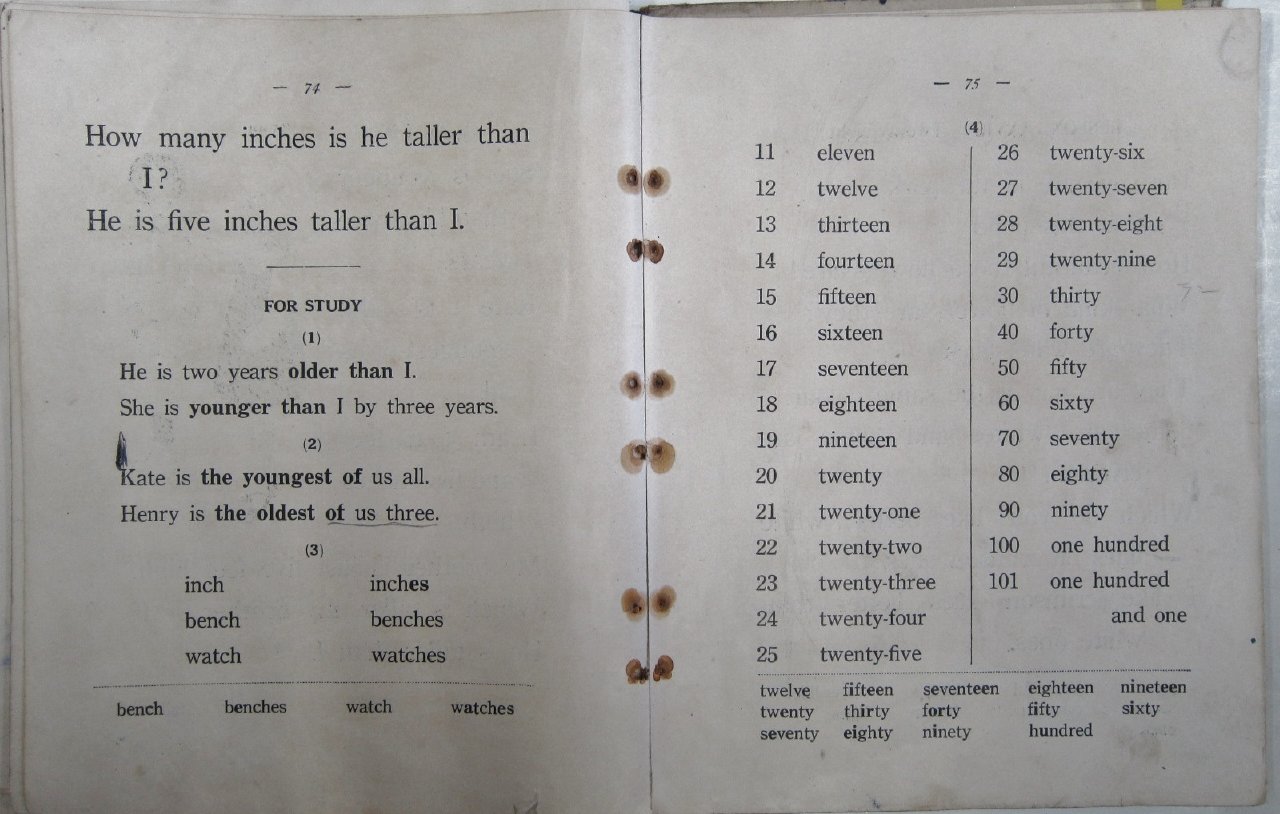 — 74 —
How many inches is he taller than
I?
He is five inches taller than I.
FOR STUDY
(1)
He is two years older than I.
She is younger than I by three years.
(2)
Kate is the youngest of us all.
Henry is the oldest of us three.
(3)
inch inches
bench benches
watch watches
bench benches watch watches
— 75 —
(4)
11 eleven
12 twelve
13 thirteen
14 fourteen
15 fifteen
16 sixteen
17 seventeen
18 eighteen
19 nineteen
20 twenty
21 twenty-one
22 twenty-two
23 twenty-three
24 twenty-four
25 twenty-five
26 twenty-six
27 twenty-seven
28 twenty-eight
29 twenty-nine
30 thirty
40 forty
50 fifty
60 sixty
70 seventy
80 eighty
90 ninety
100 one hundred
101 one hundred
and one
twelve fifteen seventeen eighteen nineteen
twenty thirty forty fifty sixty
seventy eighty ninety hundred